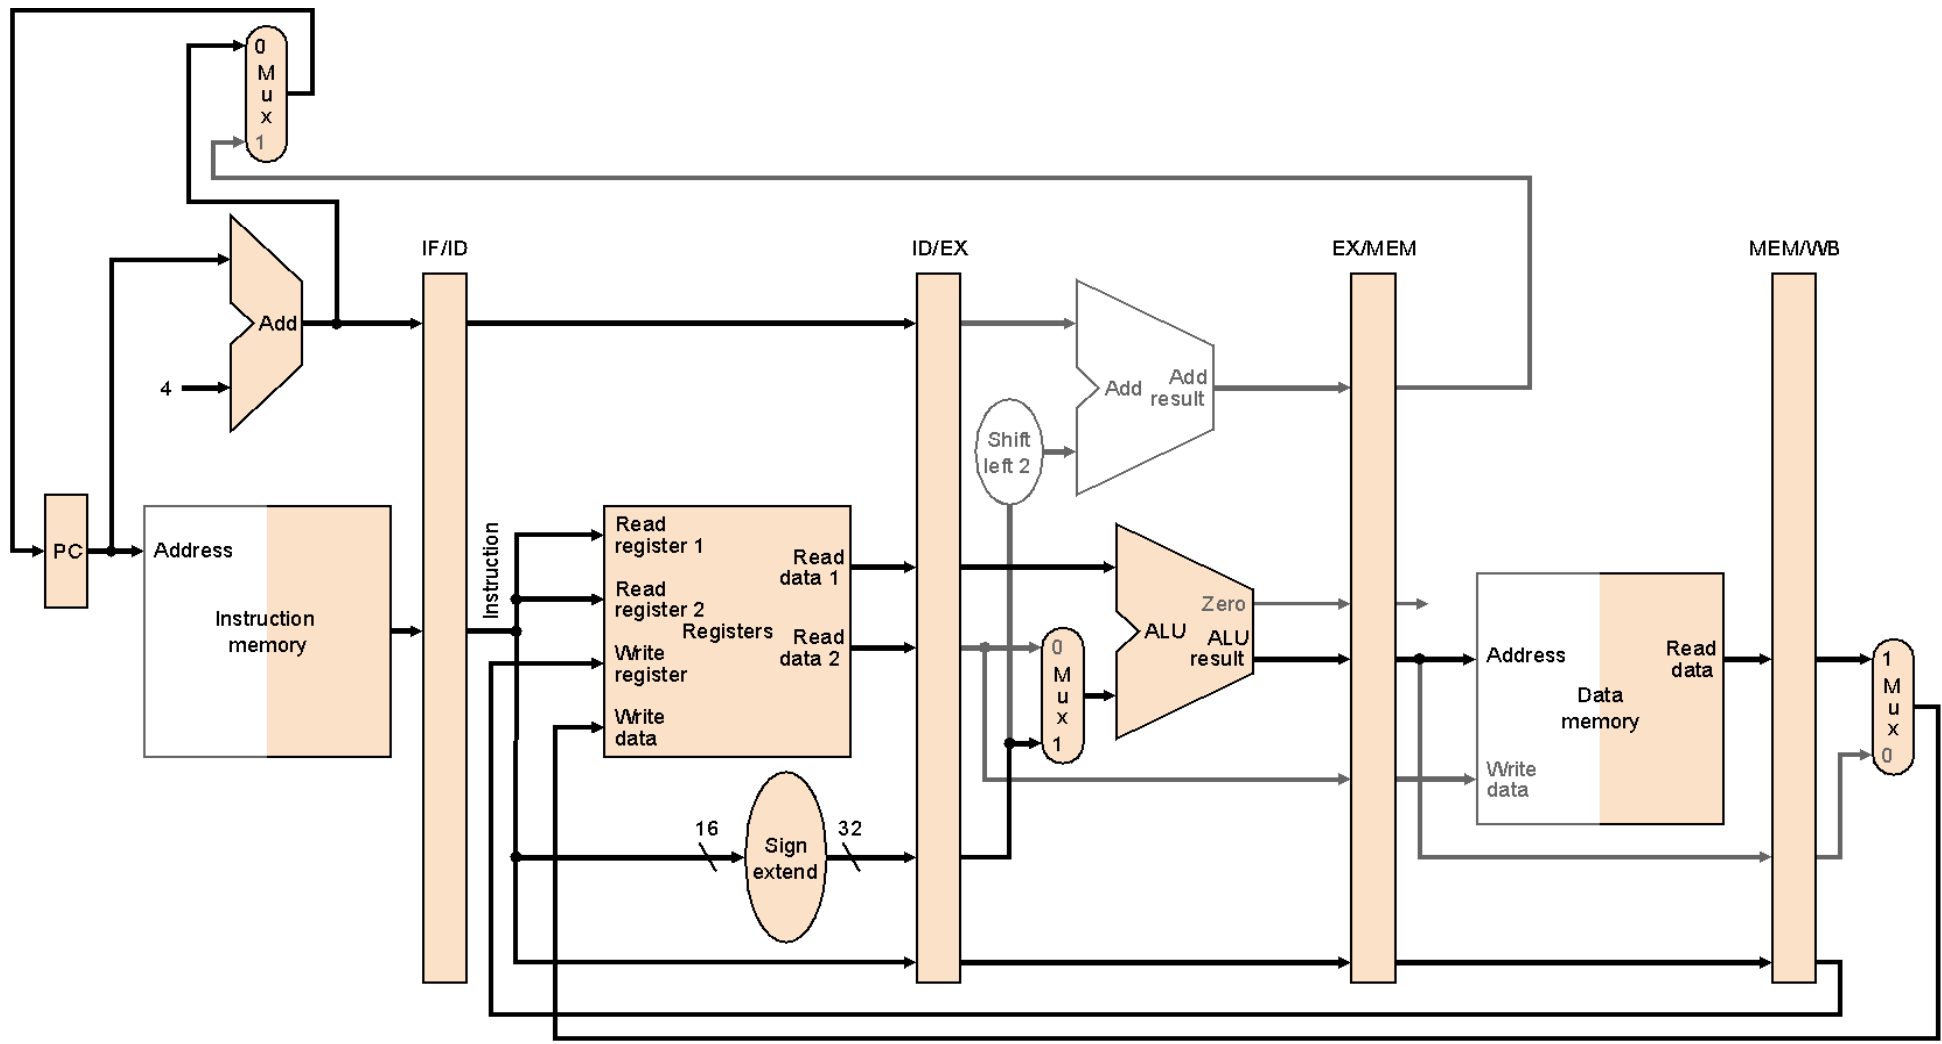 0
M
u
x
1
IF/ID
ID/EX
EX/MEM
MEM/WB
Add
4
Add
Add
result
Shift
left 2
PC
Address
Instruction
memory
Instruction
Read
register 1
Read
register 2
Write
register
Write
data
Registers
Read
data 1
Read
data 2
16
Sign
extend
32
0
M
u
x
1
Zero
ALU
ALU
result
Address
Read
data
Data
memory
Write
data
1
M
u
x
0